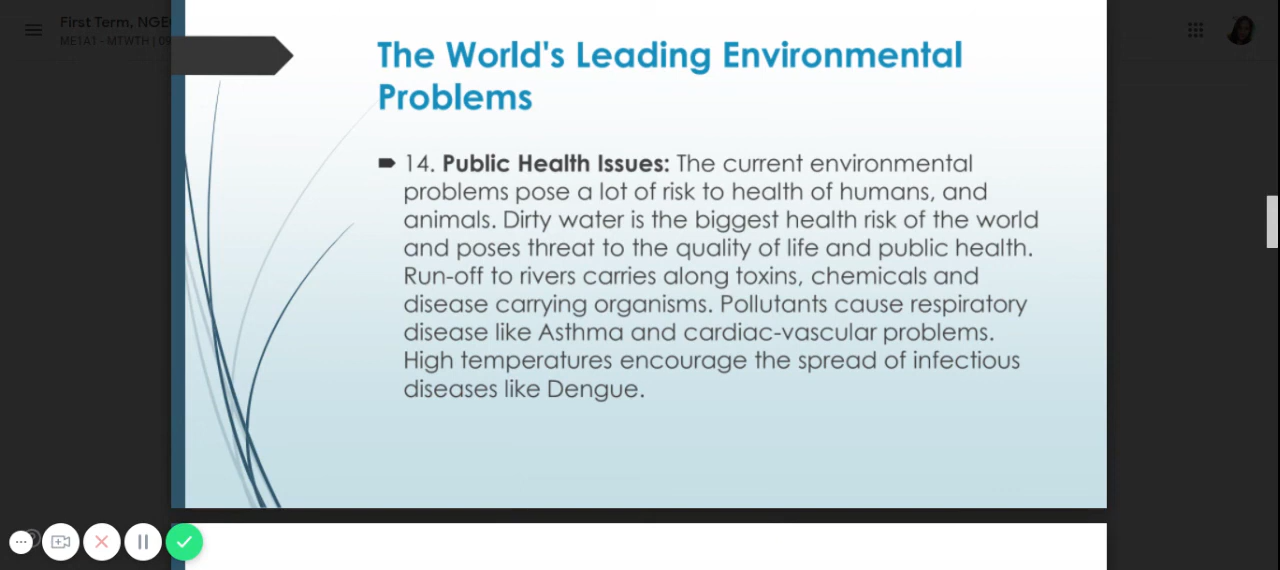 First Term, NGE
ME1A1 - MTWTH | 09
The World's Leading Environmental
Problems
14. Public Health Issues: The current environmental
problems pose a lot of risk to health of humans, and
animals. Dirty water is the biggest health risk of the world
and poses threat to the quality of life and public health.
Run-off to rivers carries along toxins, chemicals and
disease carrying organisms. Pollutants cause respiratory
disease like Asthma and cardiac-vascular problems.
High temperatures encourage the spread of infectious
diseases like Dengue.